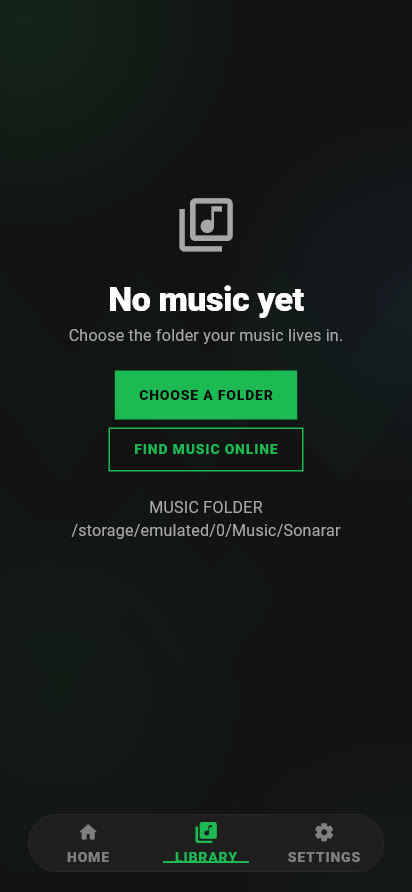 No music yet
Choose the folder your music lives in.
CHOOSE A FOLDER
FIND MUSIC ONLINE
MUSIC FOLDER
/storage/emulated/0/Music/Sonarar
HOME
LIBRARY
SETTINGS